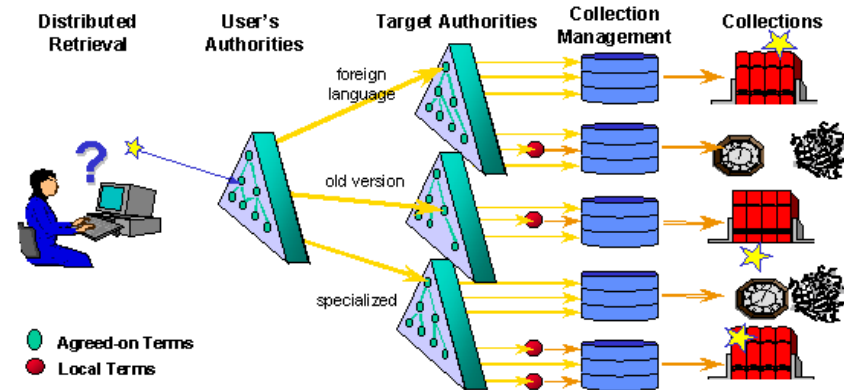 Distributed
Retrieval
User's
Authorities
Target Authorities
Collection
Management
Collections
foreign
language
?
old version
specialized
Agreed-on Terms
Local Terms